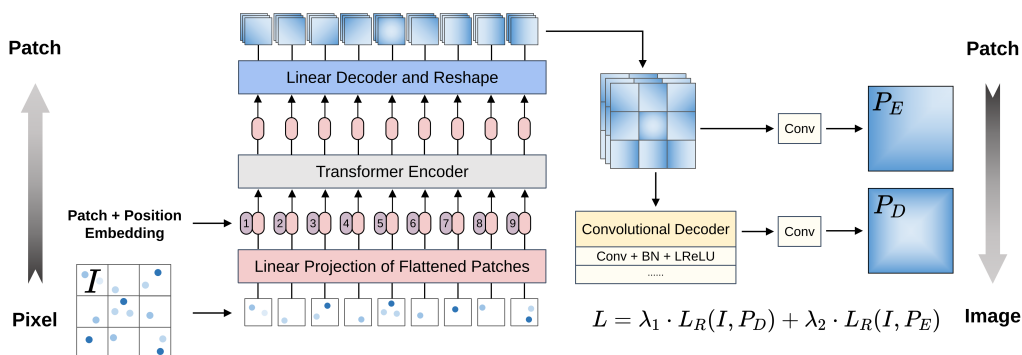 Patch
Linear Decoder and Reshape
Transformer Encoder
Patch + Position
Embedding
1 2 3 4 5 6 7 8 9
Linear Projection of Flattened Patches
I
Pixel
Conv
P_E
Convolutional Decoder
Conv + BN + LReLU
......
Conv
P_D
L = λ₁ · L_R(I, P_D) + λ₂ · L_R(I, P_E)
Patch
Image